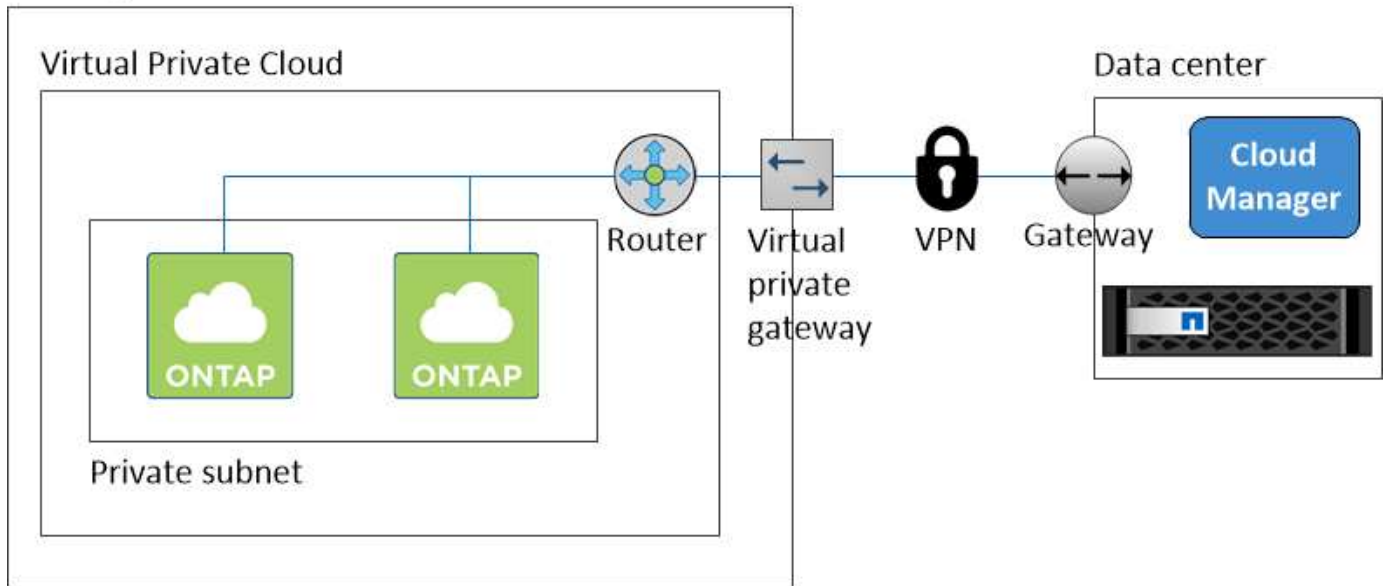 Virtual Private Cloud
Data center
Cloud
Manager
Router
Virtual
private
gateway
VPN
Gateway
ONTAP
ONTAP
Private subnet